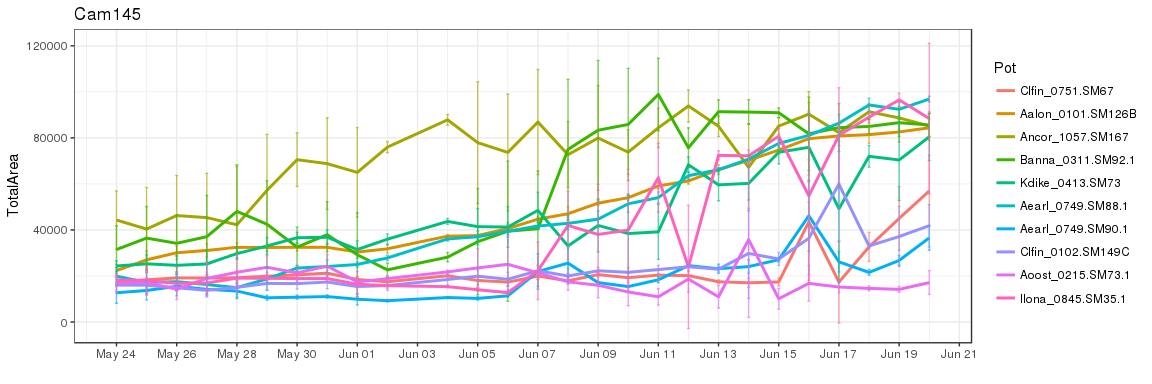 Cam145
TotalArea
120000
80000
40000
0
May 24 May 26 May 28 May 30 Jun 01 Jun 03 Jun 05 Jun 07 Jun 09 Jun 11 Jun 13 Jun 15 Jun 17 Jun 19 Jun 21
Pot
Clfin_0751.SM67
Aalon_0101.SM126B
Ancor_1057.SM167
Banna_0311.SM92.1
Kdike_0413.SM73
Aearl_0749.SM88.1
Aearl_0749.SM90.1
Clfin_0102.SM149C
Aoost_0215.SM73.1
Ilona_0845.SM35.1